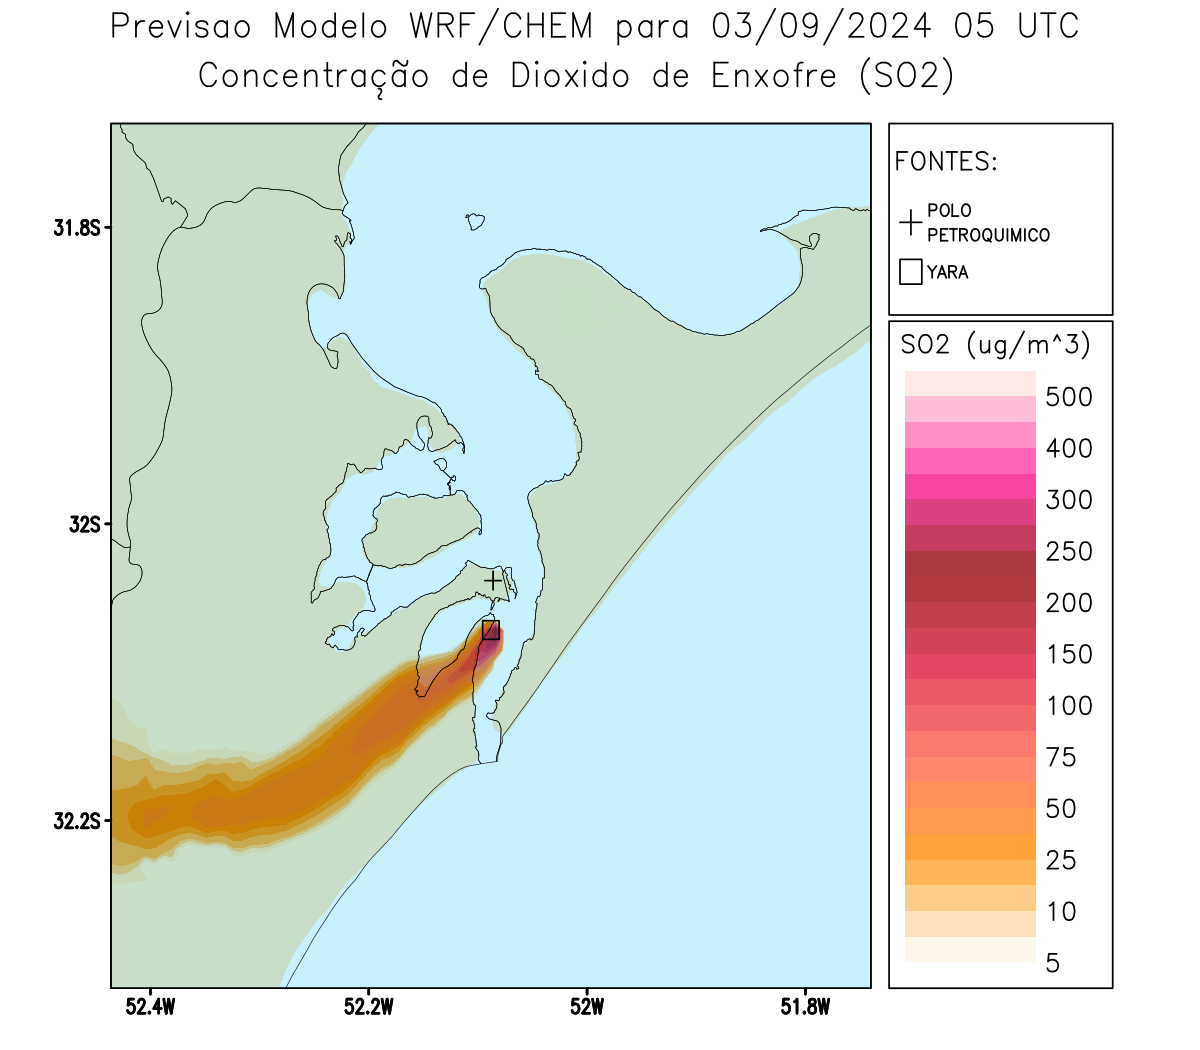 Previsao Modelo WRF/CHEM para 03/09/2024 05 UTC
Concentração de Dioxido de Enxofre (SO2)
FONTES:
POLO
PETROQUIMICO
YARA
SO2 (ug/m^3)
500
400
300
250
200
150
100
75
50
25
10
5
31.8S
32S
32.2S
52.4W
52.2W
52W
51.8W